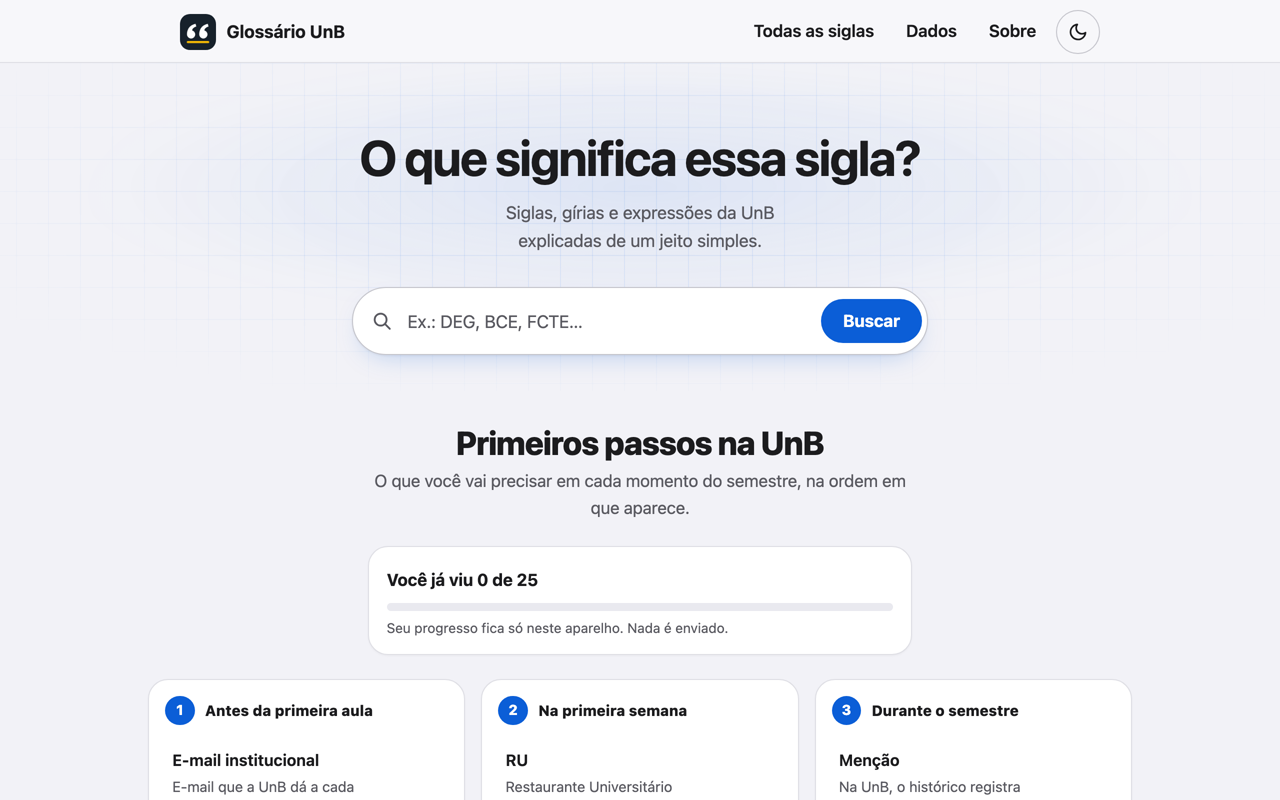 Glossário UnB
Todas as siglas
Dados
Sobre
O que significa essa sigla?
Siglas, gírias e expressões da UnB
explicadas de um jeito simples.
Ex.: DEG, BCE, FCTE...
Buscar
Primeiros passos na UnB
O que você vai precisar em cada momento do semestre, na ordem em
que aparece.
Você já viu 0 de 25
Seu progresso fica só neste aparelho. Nada é enviado.
1 Antes da primeira aula
E-mail institucional
E-mail que a UnB dá a cada
2 Na primeira semana
RU
Restaurante Universitário
3 Durante o semestre
Menção
Na UnB, o histórico registra